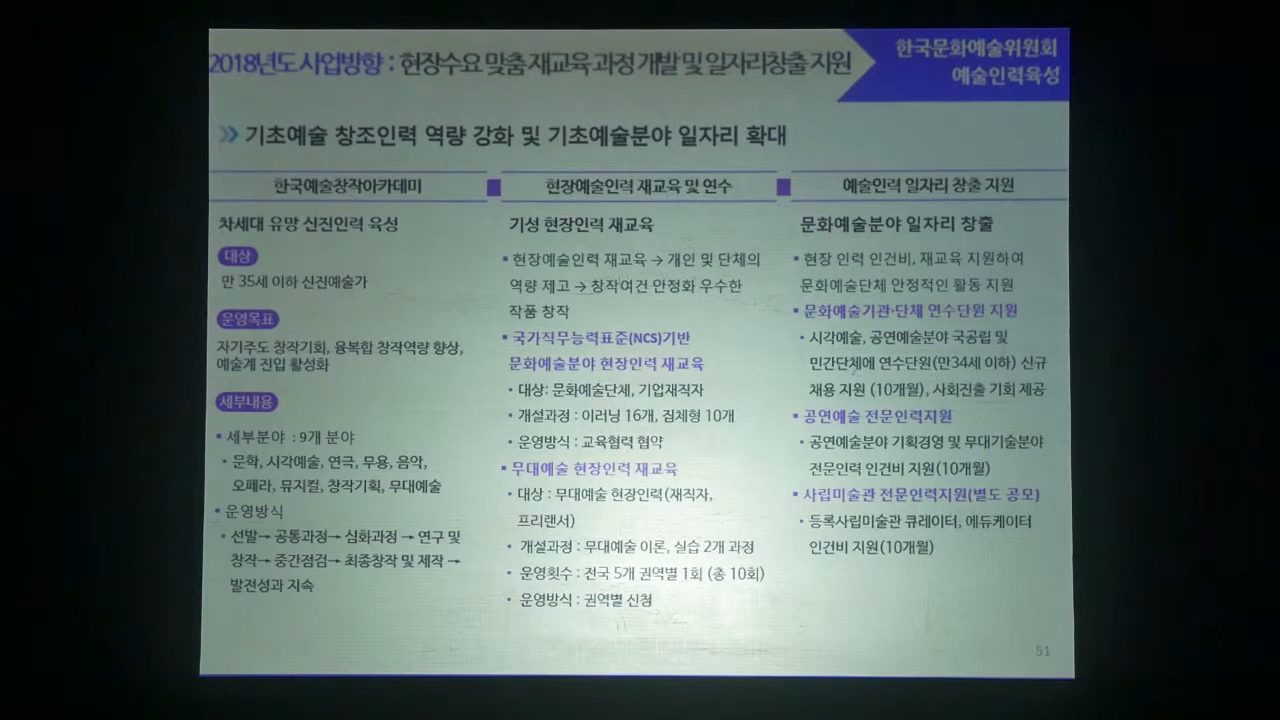 2018년도 사업방향 : 현장수요 맞춤 재교육 과정 개발 및 일자리창출 지원
한국문화예술위원회
예술인력육성
기초예술 창조인력 역량 강화 및 기초예술분야 일자리 확대
한국예술창작아카데미
차세대 유망 신진인력 육성
대상
만 35세 이하 신진예술가
운영목표
자기주도 창작기회, 융복합 창작역량 향상,
예술계 진입 활성화
세부내용
▪ 세부분야 : 9개 분야
• 문학, 시각예술, 연극, 무용, 음악,
오페라, 뮤지컬, 창작기획, 무대예술
▪ 운영방식
• 선발→ 공통과정→ 심화과정 → 연구 및
창작→ 중간점검→ 최종창작 및 제작 →
발전성과 지속
현장예술인력 재교육 및 연수
기성 현장인력 재교육
▪ 현장예술인력 재교육 → 개인 및 단체의
역량 제고 → 창작여건 안정화 우수한
작품 창작
▪ 국가직무능력표준(NCS)기반
문화예술분야 현장인력 재교육
• 대상: 문화예술단체, 기업재직자
• 개설과정 : 이러닝 16개, 집체형 10개
• 운영방식 : 교육협력 협약
▪ 무대예술 현장인력 재교육
• 대상 : 무대예술 현장인력(재직자,
프리랜서)
• 개설과정 : 무대예술 이론, 실습 2개 과정
• 운영횟수 : 전국 5개 권역별 1회 (총 10회)
• 운영방식 : 권역별 신청
예술인력 일자리 창출 지원
문화예술분야 일자리 창출
▪ 현장 인력 인건비, 재교육 지원하여
문화예술단체 안정적인 활동 지원
▪ 문화예술기관·단체 연수단원 지원
• 시각예술, 공연예술분야 국공립 및
민간단체에 연수단원(만34세 이하) 신규
채용 지원 (10개월), 사회진출 기회 제공
▪ 공연예술 전문인력지원
• 공연예술분야 기획경영 및 무대기술분야
전문인력 인건비 지원(10개월)
▪ 사립미술관 전문인력지원(별도 공모)
• 등록사립미술관 큐레이터, 에듀케이터
인건비 지원(10개월)
51